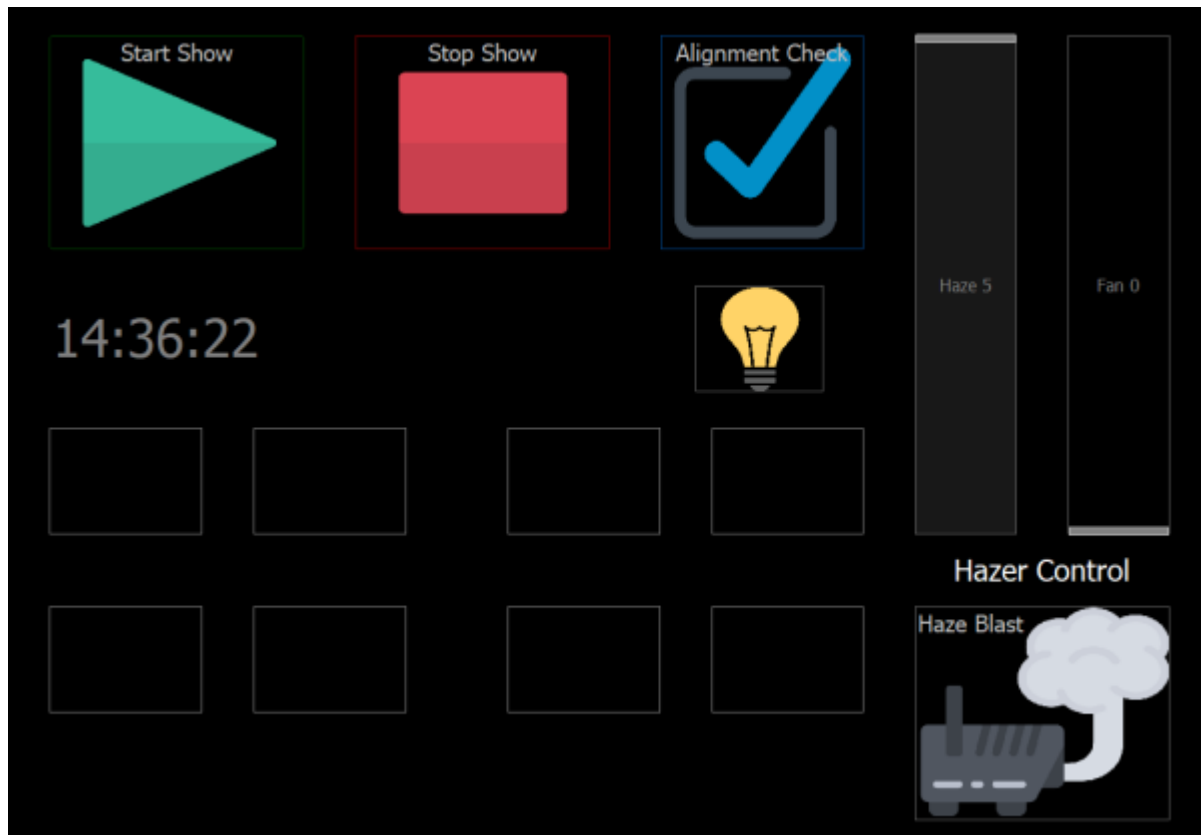 Start Show
Stop Show
Alignment Check
Haze 5
Fan 0
14:36:22
Hazer Control
Haze Blast